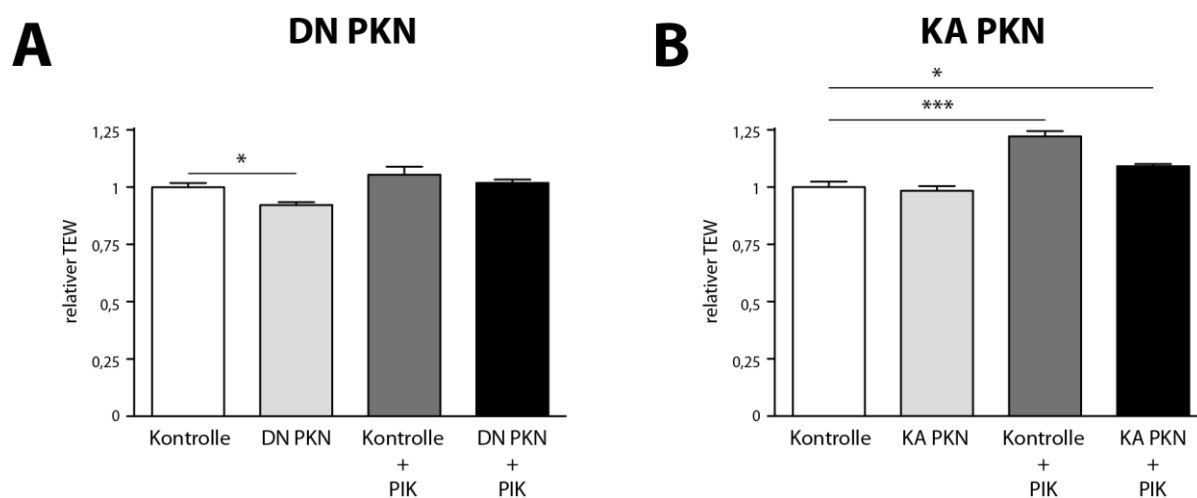 A
DN PKN
relativer TEW
1,25
1
0,75
0,5
0,25
0
*
Kontrolle
DN PKN
Kontrolle
+
PIK
DN PKN
+
PIK
B
KA PKN
relativer TEW
1,25
1
0,75
0,5
0,25
0
*
***
Kontrolle
KA PKN
Kontrolle
+
PIK
KA PKN
+
PIK